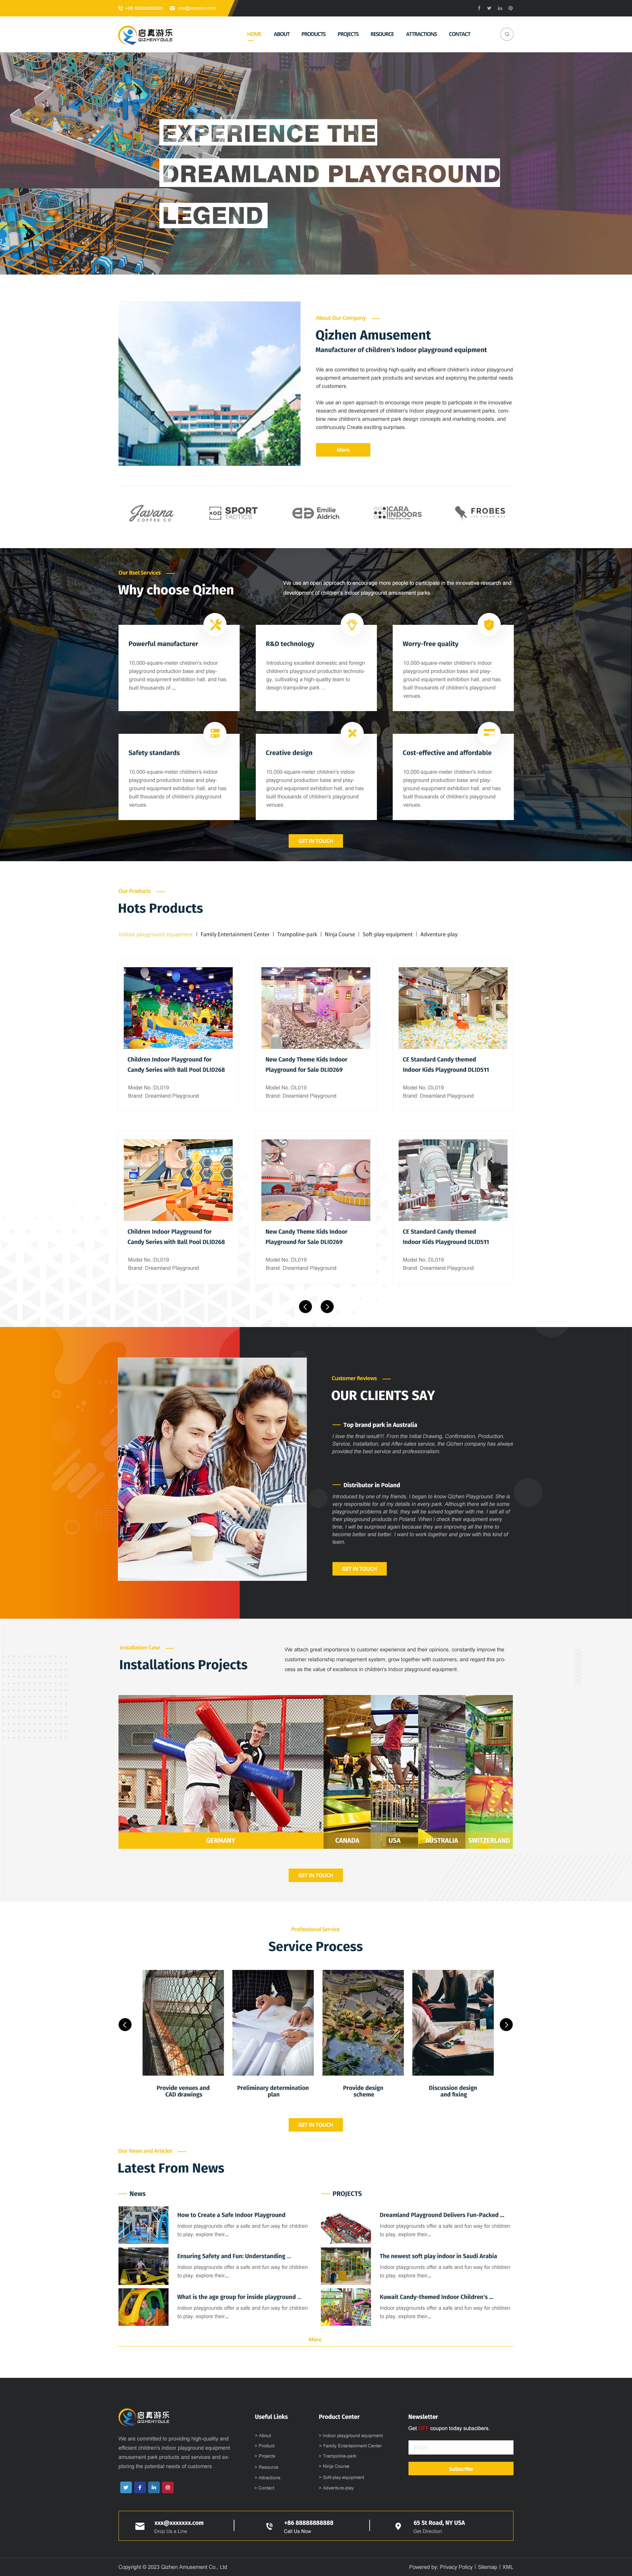 +86 88888888888 xxx@xxxxxxx.com
启真游乐
QIZHENYOULE
HOME ABOUT PRODUCTS PROJECTS RESOURCE ATTRACTIONS CONTACT
EXPERIENCE THE
DREAMLAND PLAYGROUND
LEGEND
About Our Company
Qizhen Amusement
Manufacturer of children's Indoor playground equipment
We are committed to providing high-quality and efficient children's indoor playground
equipment amusement park products and services and exploring the potential needs
of customers.
We use an open approach to encourage more people to participate in the innovative
research and development of children's Indoor playground amusement parks, com-
bine new children's amusement park design concepts and marketing models, and
continuously Create exciting surprises.
More
Javana
COFFEE CO
XOD SPORT
TACTICS
Emilie
Aldrich
CARA
INDOORS
FROBES
Our Bset Services
Why choose Qizhen
We use an open approach to encourage more people to participate in the innovative research and
development of children's indoor playground amusement parks.
Powerful manufacturer
10,000-square-meter children's indoor
playground production base and play-
ground equipment exhibition hall, and has
built thousands of ...
R&D technology
Introducing excellent domestic and foreign
children's playground production technolo-
gy, cultivating a high-quality team to
design trampoline park ...
Worry-free quality
10,000-square-meter children's indoor
playground production base and play-
ground equipment exhibition hall, and has
built thousands of children's playground
venues.
Safety standards
10,000-square-meter children's indoor
playground production base and play-
ground equipment exhibition hall, and has
built thousands of children's playground
venues.
Creative design
10,000-square-meter children's indoor
playground production base and play-
ground equipment exhibition hall, and has
built thousands of children's playground
venues.
Cost-effective and affordable
10,000-square-meter children's indoor
playground production base and play-
ground equipment exhibition hall, and has
built thousands of children's playground
venues.
GET IN TOUCH
Our Products
Hots Products
Indoor playground equipment | Family Entertainment Center | Trampoline-park | Ninja Course | Soft-play-equipment | Adventure-play
Children Indoor Playground for
Candy Series with Ball Pool DLID268
Model No.:DL019
Brand: Dreamland Playground
New Candy Theme Kids Indoor
Playground for Sale DLID269
Model No.:DL019
Brand: Dreamland Playground
CE Standard Candy themed
Indoor Kids Playground DLID511
Model No.:DL019
Brand: Dreamland Playground
Children Indoor Playground for
Candy Series with Ball Pool DLID268
Model No.:DL019
Brand: Dreamland Playground
New Candy Theme Kids Indoor
Playground for Sale DLID269
Model No.:DL019
Brand: Dreamland Playground
CE Standard Candy themed
Indoor Kids Playground DLID511
Model No.:DL019
Brand: Dreamland Playground
Customer Reviews
OUR CLIENTS SAY
Top brand park in Australia
I love the final result!!!. From the Initial Drawing, Confirmation, Production,
Service, Installation, and After-sales service, the Qizhen company has always
provided the best service and professionalism.
Distributor in Poland
Introduced by one of my friends, I began to know Qizhen Playground. She is
very responsible for all my details in every park. Although there will be some
playground problems at first, they will be solved together with me. I sell all of
their playground products in Poland. When I check their equipment every
time, I will be surprised again because they are improving all the time to
become better and better. I want to work together and grow with this kind of
team.
GET IN TOUCH
Installation Case
Installations Projects
We attach great importance to customer experience and their opinions, constantly improve the
customer relationship management system, grow together with customers, and regard this pro-
cess as the value of excellence in children's Indoor playground equipment.
GERMANY CANADA USA AUSTRALIA SWITZERLAND
GET IN TOUCH
Professional Service
Service Process
Provide venues and
CAD drawings
Preliminary determination
plan
Provide design
scheme
Discussion design
and fixing
GET IN TOUCH
Our News and Articles
Latest From News
News
How to Create a Safe Indoor Playground
Indoor playgrounds offer a safe and fun way for children
to play, explore their...
Ensuring Safety and Fun: Understanding ...
Indoor playgrounds offer a safe and fun way for children
to play, explore their...
What is the age group for inside playground ...
Indoor playgrounds offer a safe and fun way for children
to play, explore their...
PROJECTS
Dreamland Playground Delivers Fun-Packed ...
Indoor playgrounds offer a safe and fun way for children
to play, explore their...
The newest soft play indoor in Saudi Arabia
Indoor playgrounds offer a safe and fun way for children
to play, explore their...
Kuwait Candy-themed Indoor Children's ...
Indoor playgrounds offer a safe and fun way for children
to play, explore their...
More
启真游乐
QIZHENYOULE
We are committed to providing high-quality and
efficient children's indoor playground equipment
amusement park products and services and ex-
ploring the potential needs of customers
Useful Links
> About
> Product
> Projects
> Resource
> Attractions
> Contact
Product Center
> Indoor playground equipment
> Family Entertainment Center
> Trampoline-park
> Ninja Course
> Soft-play-equipment
> Adventure-play
Newsletter
Get OFF coupon today subscibers.
Subscribe
xxx@xxxxxxx.com
Drop Us a Line
+86 88888888888
Call Us Now
65 St Road, NY USA
Get Direction
Copyright © 2023 Qizhen Amusement Co., Ltd
Powered by: Privacy Policy | Sitemap | XML